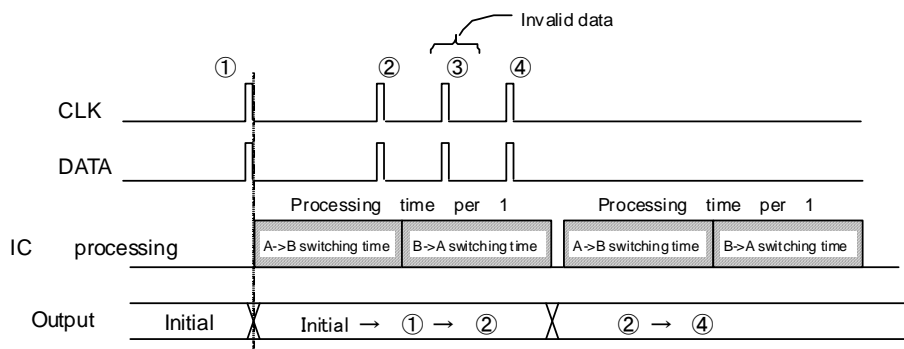 Invalid data
① ② ③ ④
CLK
DATA
Processing time per 1 Processing time per 1
IC processing A->B switching time B->A switching time A->B switching time B->A switching time
Output Initial Initial → ① → ② ② → ④